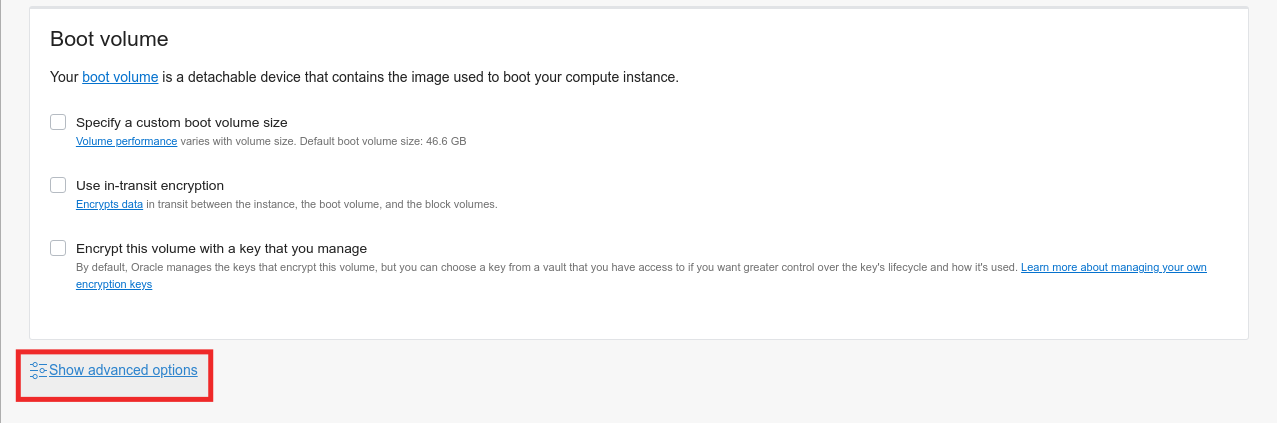 Boot volume
Your boot volume is a detachable device that contains the image used to boot your compute instance.
Specify a custom boot volume size
Volume performance varies with volume size. Default boot volume size: 46.6 GB
Use in-transit encryption
Encrypts data in transit between the instance, the boot volume, and the block volumes.
Encrypt this volume with a key that you manage
By default, Oracle manages the keys that encrypt this volume, but you can choose a key from a vault that you have access to if you want greater control over the key's lifecycle and how it's used. Learn more about managing your own
encryption keys
Show advanced options